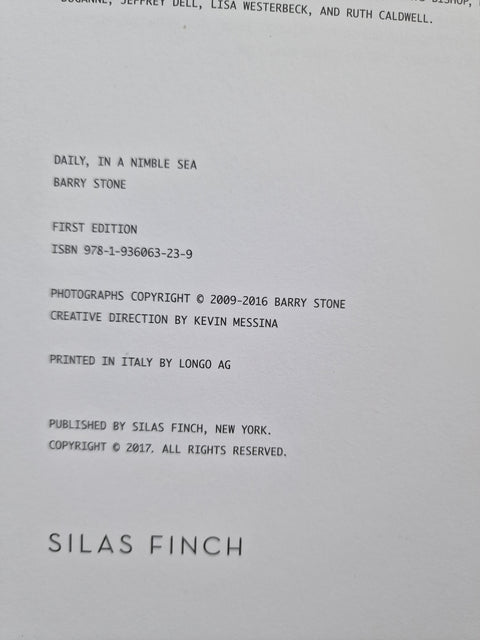 JEFFREY DELL, LISA WESTERBECK, AND RUTH CALDWELL.
DAILY, IN A NIMBLE SEA
BARRY STONE
FIRST EDITION
ISBN 978-1-936063-23-9
PHOTOGRAPHS COPYRIGHT © 2009-2016 BARRY STONE
CREATIVE DIRECTION BY KEVIN MESSINA
PRINTED IN ITALY BY LONGO AG
PUBLISHED BY SILAS FINCH, NEW YORK.
COPYRIGHT © 2017. ALL RIGHTS RESERVED.
SILAS FINCH